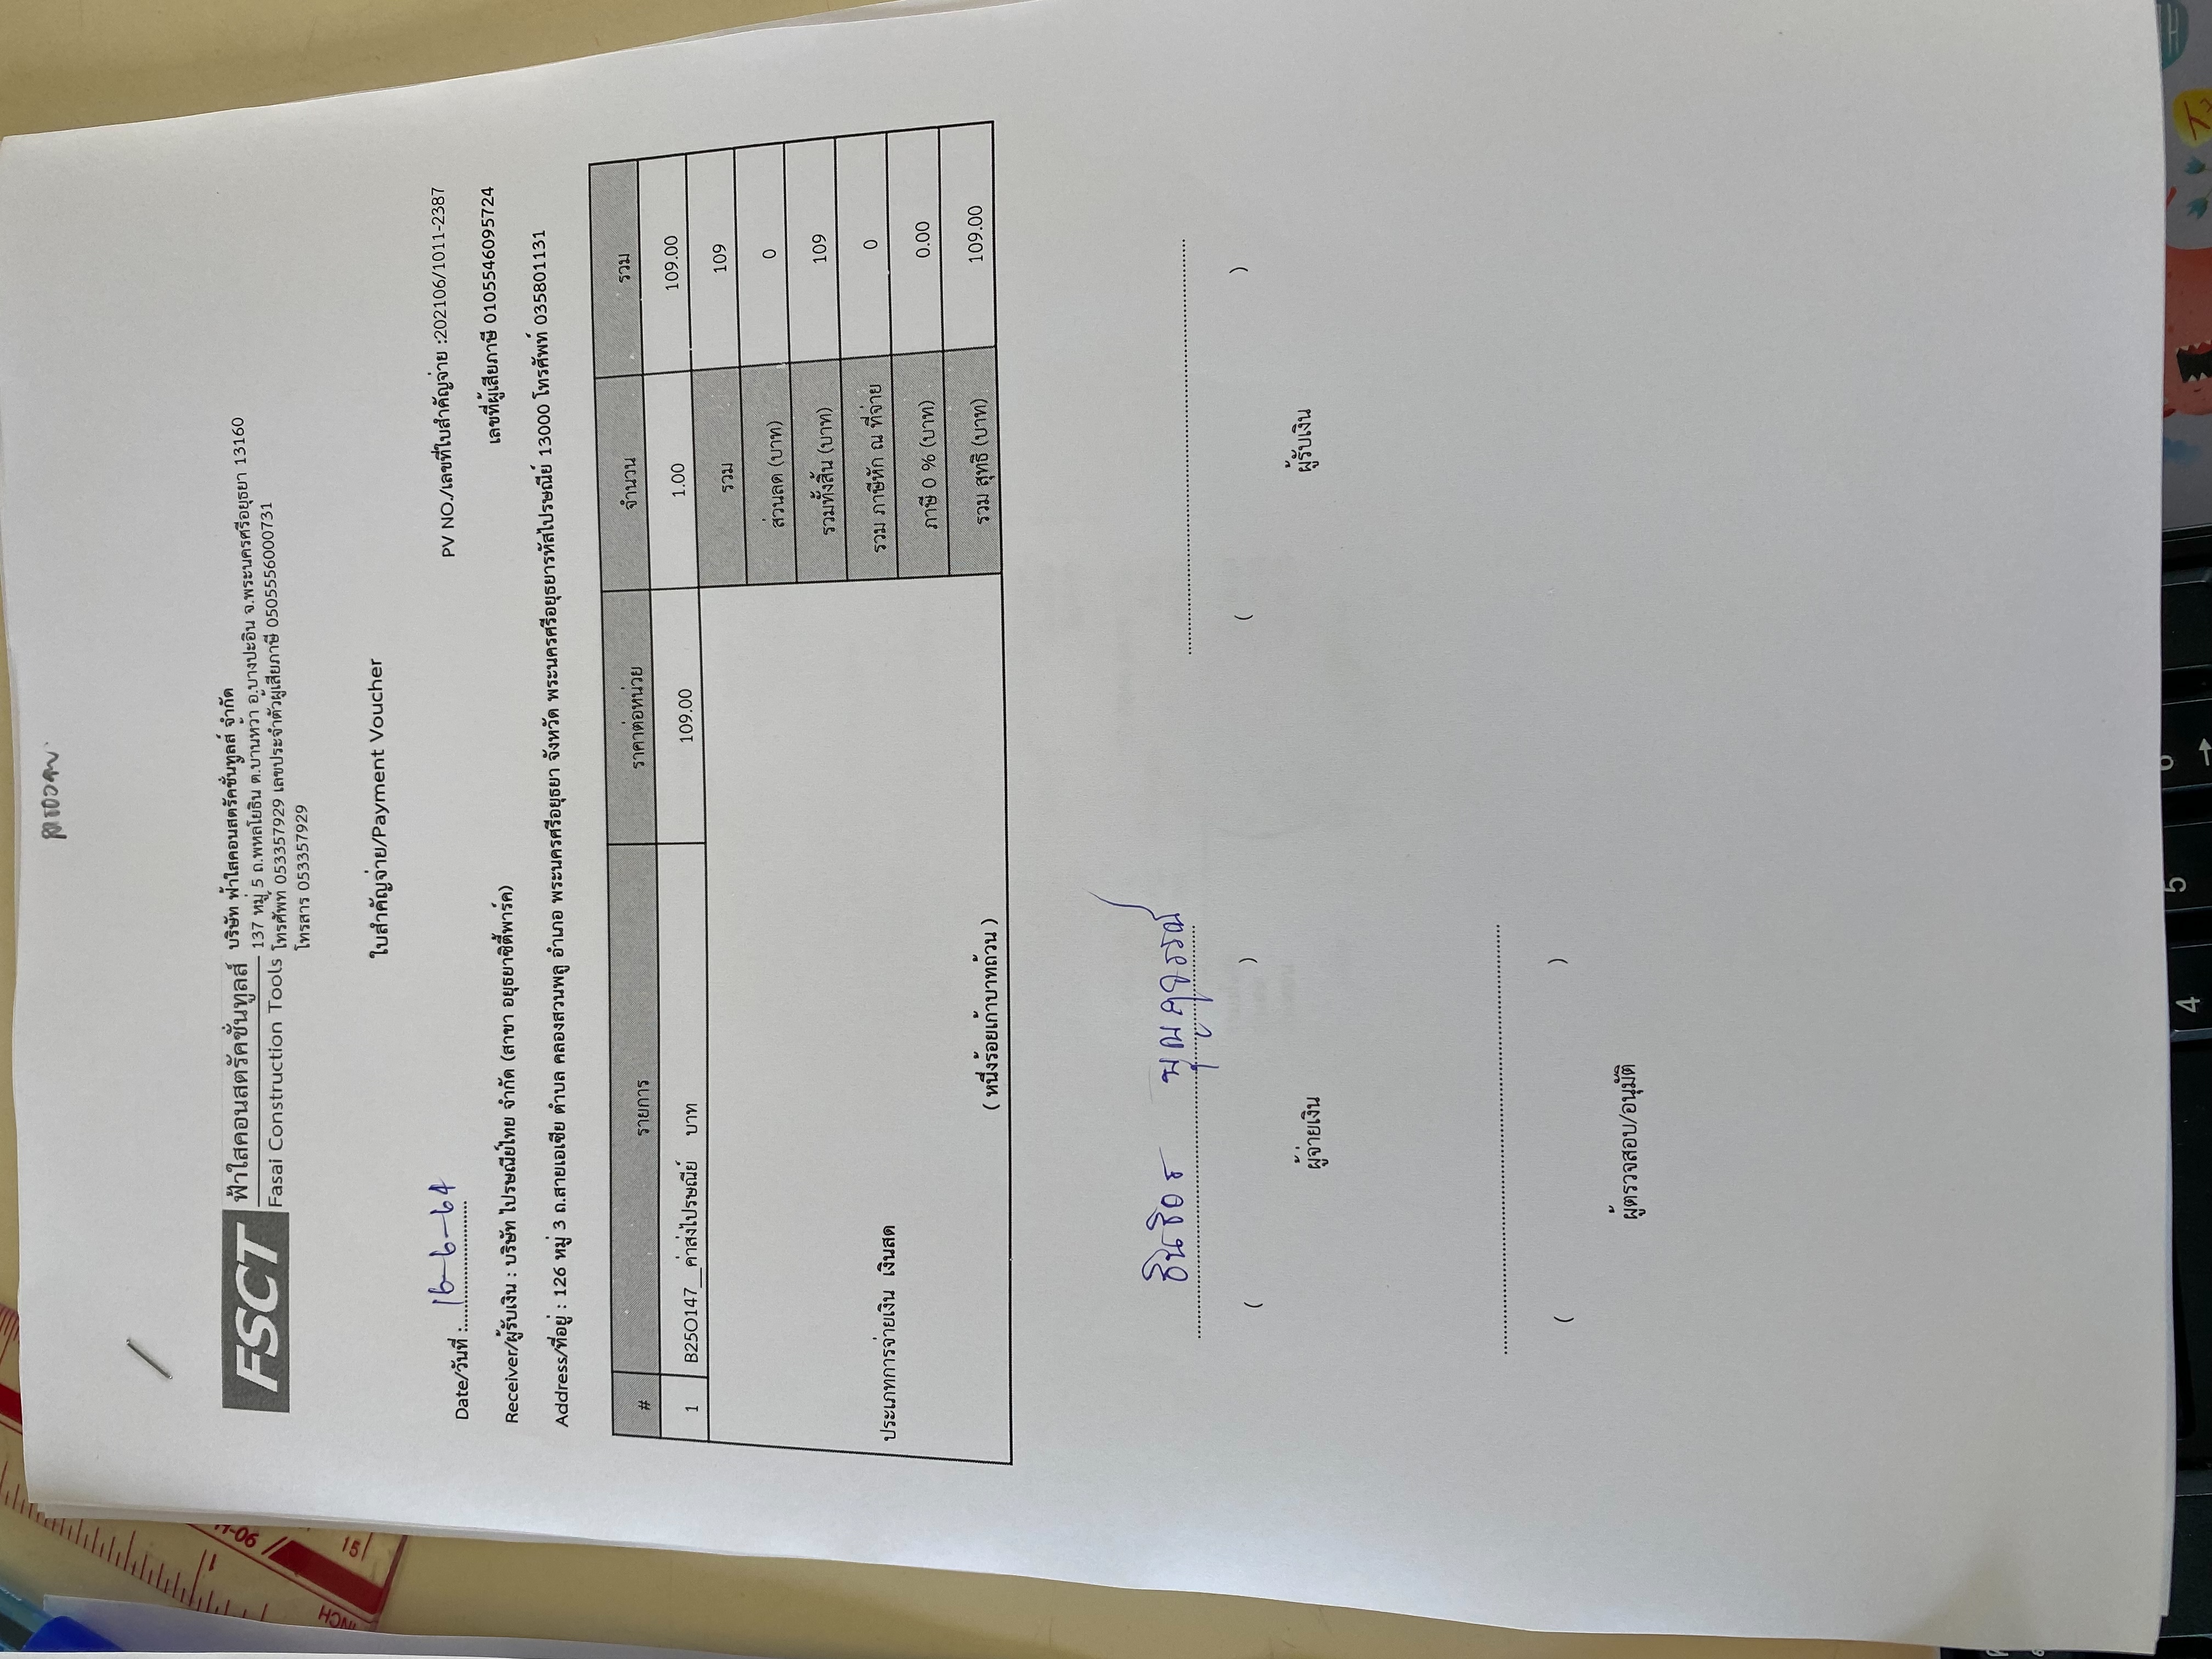 FSCT
ฟ้าใสคอนสตรัคชั่นทูลส์
Fasai Construction Tools
บริษัท ฟ้าใสคอนสตรัคชั่นทูลส์ จำกัด
137 หมู่ 5 ถ.พหลโยธิน ต.บ้านหว้า อ.บางปะอิน จ.พระนครศรีอยุธยา 13160
โทรศัพท์ 053357929 เลขประจำตัวผู้เสียภาษี 0505556000731
โทรสาร 053357929
ใบสำคัญจ่าย/Payment Voucher
Date/วันที่ :.......................... 16-6-64
PV NO./เลขที่ใบสำคัญจ่าย :202106/1011-2387
Receiver/ผู้รับเงิน : บริษัท ไปรษณีย์ไทย จำกัด (สาขา อยุธยาซิตี้พาร์ค)
เลขที่ผู้เสียภาษี 0105546095724
Address/ที่อยู่ : 126 หมู่ 3 ถ.สายเอเซีย ตำบล คลองสวนพลู อำเภอ พระนครศรีอยุธยา จังหวัด พระนครศรีอยุธยารหัสไปรษณีย์ 13000 โทรศัพท์ 035801131
# รายการ ราคาต่อหน่วย จำนวน รวม
1 B25O147__ค่าส่งไปรษณีย์ บาท 109.00 1.00 109.00
รวม 109
ส่วนลด (บาท) 0
รวมทั้งสิ้น (บาท) 109
รวม ภาษีหัก ณ ที่จ่าย 0
ประเภทการจ่ายเงิน เงินสด
ภาษี 0 % (บาท) 0.00
( หนึ่งร้อยเก้าบาทถ้วน )
รวม สุทธิ (บาท) 109.00
( )
( )
ผู้จ่ายเงิน
ผู้รับเงิน
( )
ผู้ตรวจสอบ/อนุมัติ
INCH
15
90-H
4
5
6